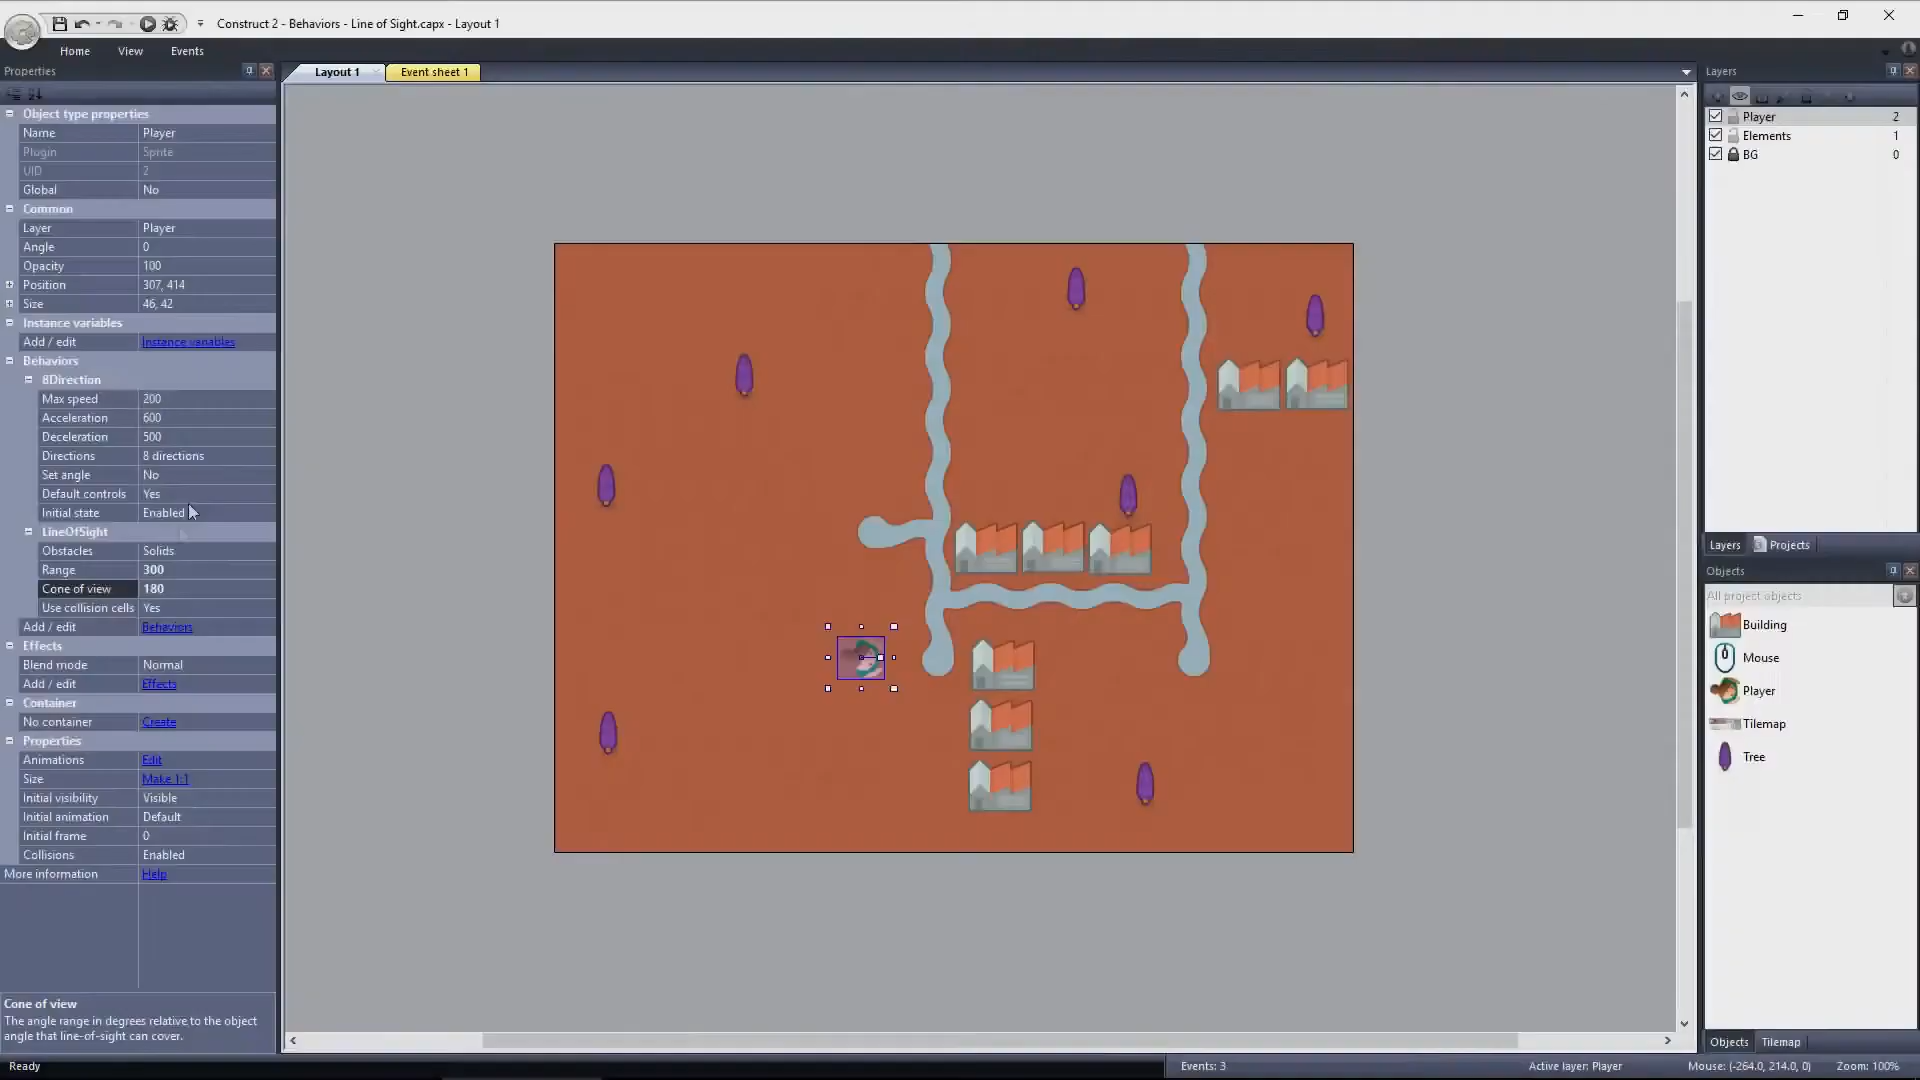 Construct 2 - Behaviors - Line of Sight.capx - Layout 1
Home View Events
Properties
Object type properties
Name Player
Plugin Sprite
UID 2
Global No
Common
Layer Player
Angle 0
Opacity 100
Position 307, 414
Size 46, 42
Instance variables
Add / edit Instance variables
Behaviors
8Direction
Max speed 200
Acceleration 600
Deceleration 500
Directions 8 directions
Set angle No
Default controls Yes
Initial state Enabled
LineOfSight
Obstacles Solids
Range 300
Cone of view 180
Use collision cells Yes
Add / edit Behaviors
Effects
Blend mode Normal
Add / edit Effects
Container
No container Create
Properties
Animations Edit
Size Make 1:1
Initial visibility Visible
Initial animation Default
Initial frame 0
Collisions Enabled
More information Help
Cone of view
The angle range in degrees relative to the object
angle that line-of-sight can cover.
Ready
Layout 1 Event sheet 1
Layers
Player 2
Elements 1
BG 0
Layers Projects
Objects
All project objects
Building
Mouse
Player
Tilemap
Tree
Objects Tilemap
Events: 3 Active layer: Player Mouse: (-264.0, 214.0, 0) Zoom: 100%